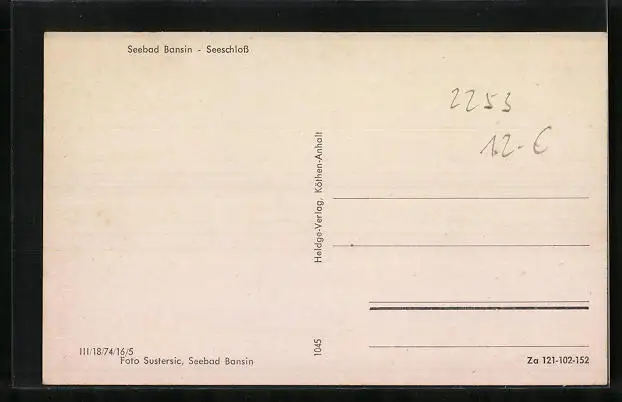 Seebad Bansin - Seeschloß
2253
12.-€
Heldge-Verlag, Köthen-Anhalt
1045
III/18/74/16/5
Foto Sustersic, Seebad Bansin
Za 121-102-152